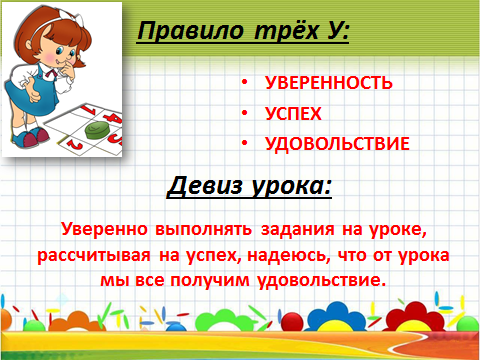 Правило трёх У:
• УВЕРЕННОСТЬ
• УСПЕХ
• УДОВОЛЬСТВИЕ
Девиз урока:
Уверенно выполнять задания на уроке,
рассчитывая на успех, надеюсь, что от урока
мы все получим удовольствие.